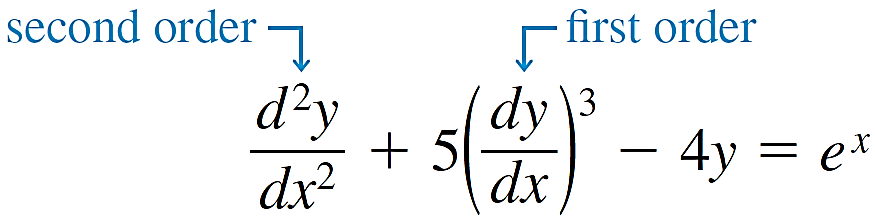 second order first order
d²y/dx² + 5(dy/dx)³ − 4y = eˣ